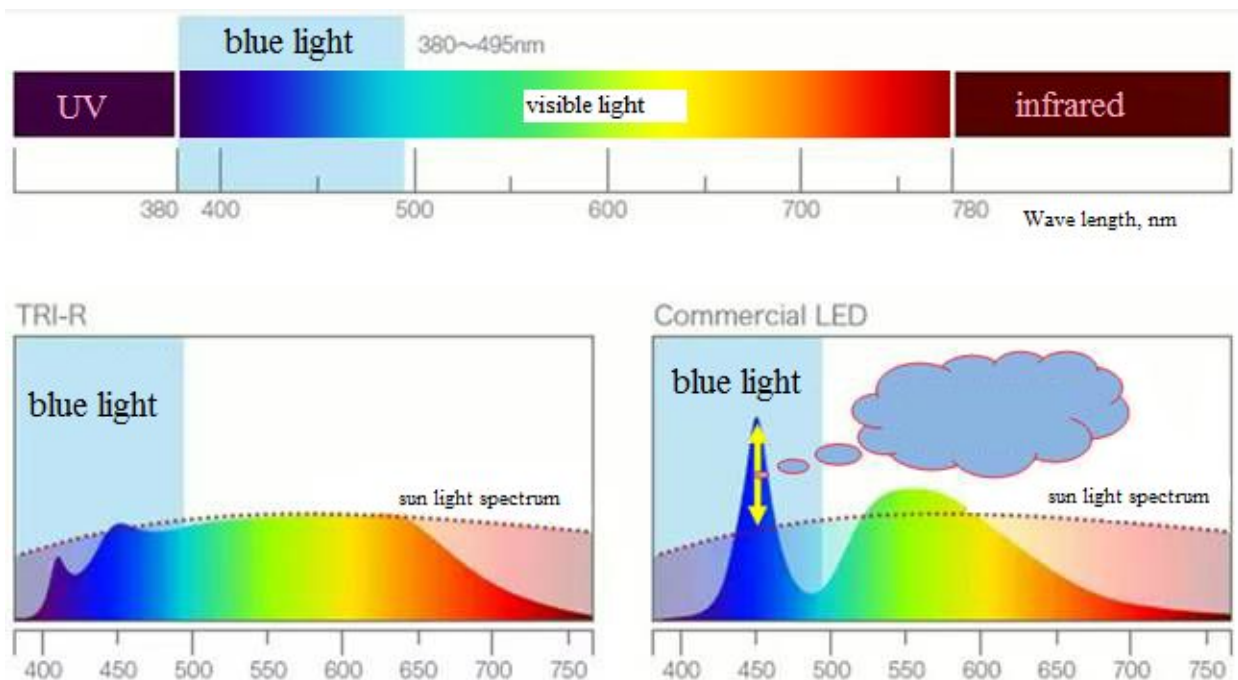 blue light
380~495nm
UV
visible light
infrared
380 400 500 600 700 780
Wave length, nm
TRI-R
blue light
sun light spectrum
400 450 500 550 600 650 700 750
Commercial LED
blue light
sun light spectrum
400 450 500 550 600 650 700 750